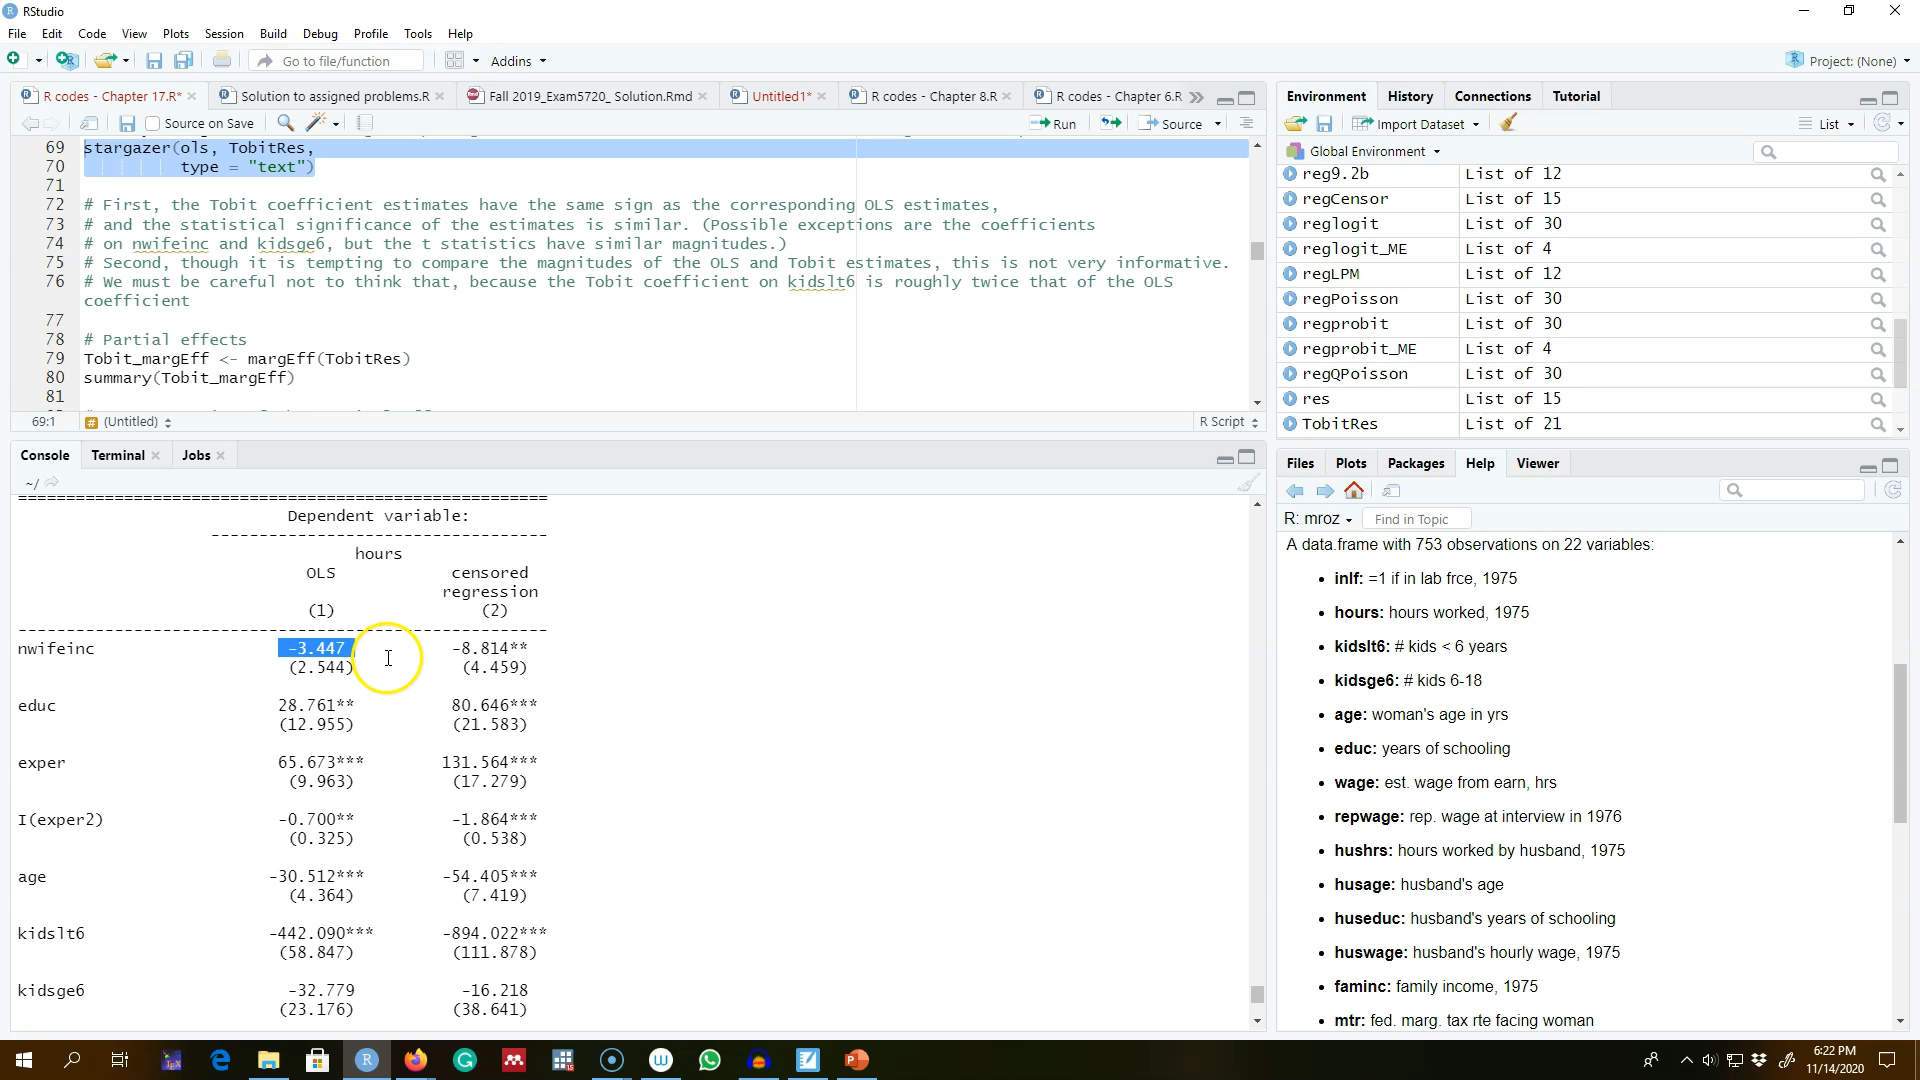 RStudio
File Edit Code View Plots Session Build Debug Profile Tools Help
Go to file/function Addins Project: (None)
R codes - Chapter 17.R* Solution to assigned problems.R Fall 2019_Exam5720_ Solution.Rmd Untitled1* R codes - Chapter 8.R R codes - Chapter 6.R
Source on Save Run Source
69 stargazer(ols, TobitRes,
70 type = "text")
71
72 # First, the Tobit coefficient estimates have the same sign as the corresponding OLS estimates,
73 # and the statistical significance of the estimates is similar. (Possible exceptions are the coefficients
74 # on nwifeinc and kidsge6, but the t statistics have similar magnitudes.)
75 # Second, though it is tempting to compare the magnitudes of the OLS and Tobit estimates, this is not very informative.
76 # We must be careful not to think that, because the Tobit coefficient on kidslt6 is roughly twice that of the OLS
coefficient
77
78 # Partial effects
79 Tobit_margEff <- margEff(TobitRes)
80 summary(Tobit_margEff)
81
69:1 # (Untitled) R Script
Console Terminal Jobs
~/
=======================================================
Dependent variable:
-----------------------------------
hours
OLS censored
regression
(1) (2)
-------------------------------------------------------
nwifeinc -3.447 -8.814**
(2.544) (4.459)
educ 28.761** 80.646***
(12.955) (21.583)
exper 65.673*** 131.564***
(9.963) (17.279)
I(exper2) -0.700** -1.864***
(0.325) (0.538)
age -30.512*** -54.405***
(4.364) (7.419)
kidslt6 -442.090*** -894.022***
(58.847) (111.878)
kidsge6 -32.779 -16.218
(23.176) (38.641)
Environment History Connections Tutorial
Import Dataset List
Global Environment
reg9.2b List of 12
regCensor List of 15
reglogit List of 30
reglogit_ME List of 4
regLPM List of 12
regPoisson List of 30
regprobit List of 30
regprobit_ME List of 4
regQPoisson List of 30
res List of 15
TobitRes List of 21
Files Plots Packages Help Viewer
R: mroz Find in Topic
A data.frame with 753 observations on 22 variables:
• inlf: =1 if in lab frce, 1975
• hours: hours worked, 1975
• kidslt6: # kids < 6 years
• kidsge6: # kids 6-18
• age: woman's age in yrs
• educ: years of schooling
• wage: est. wage from earn, hrs
• repwage: rep. wage at interview in 1976
• hushrs: hours worked by husband, 1975
• husage: husband's age
• huseduc: husband's years of schooling
• huswage: husband's hourly wage, 1975
• faminc: family income, 1975
• mtr: fed. marg. tax rte facing woman
6:22 PM
11/14/2020